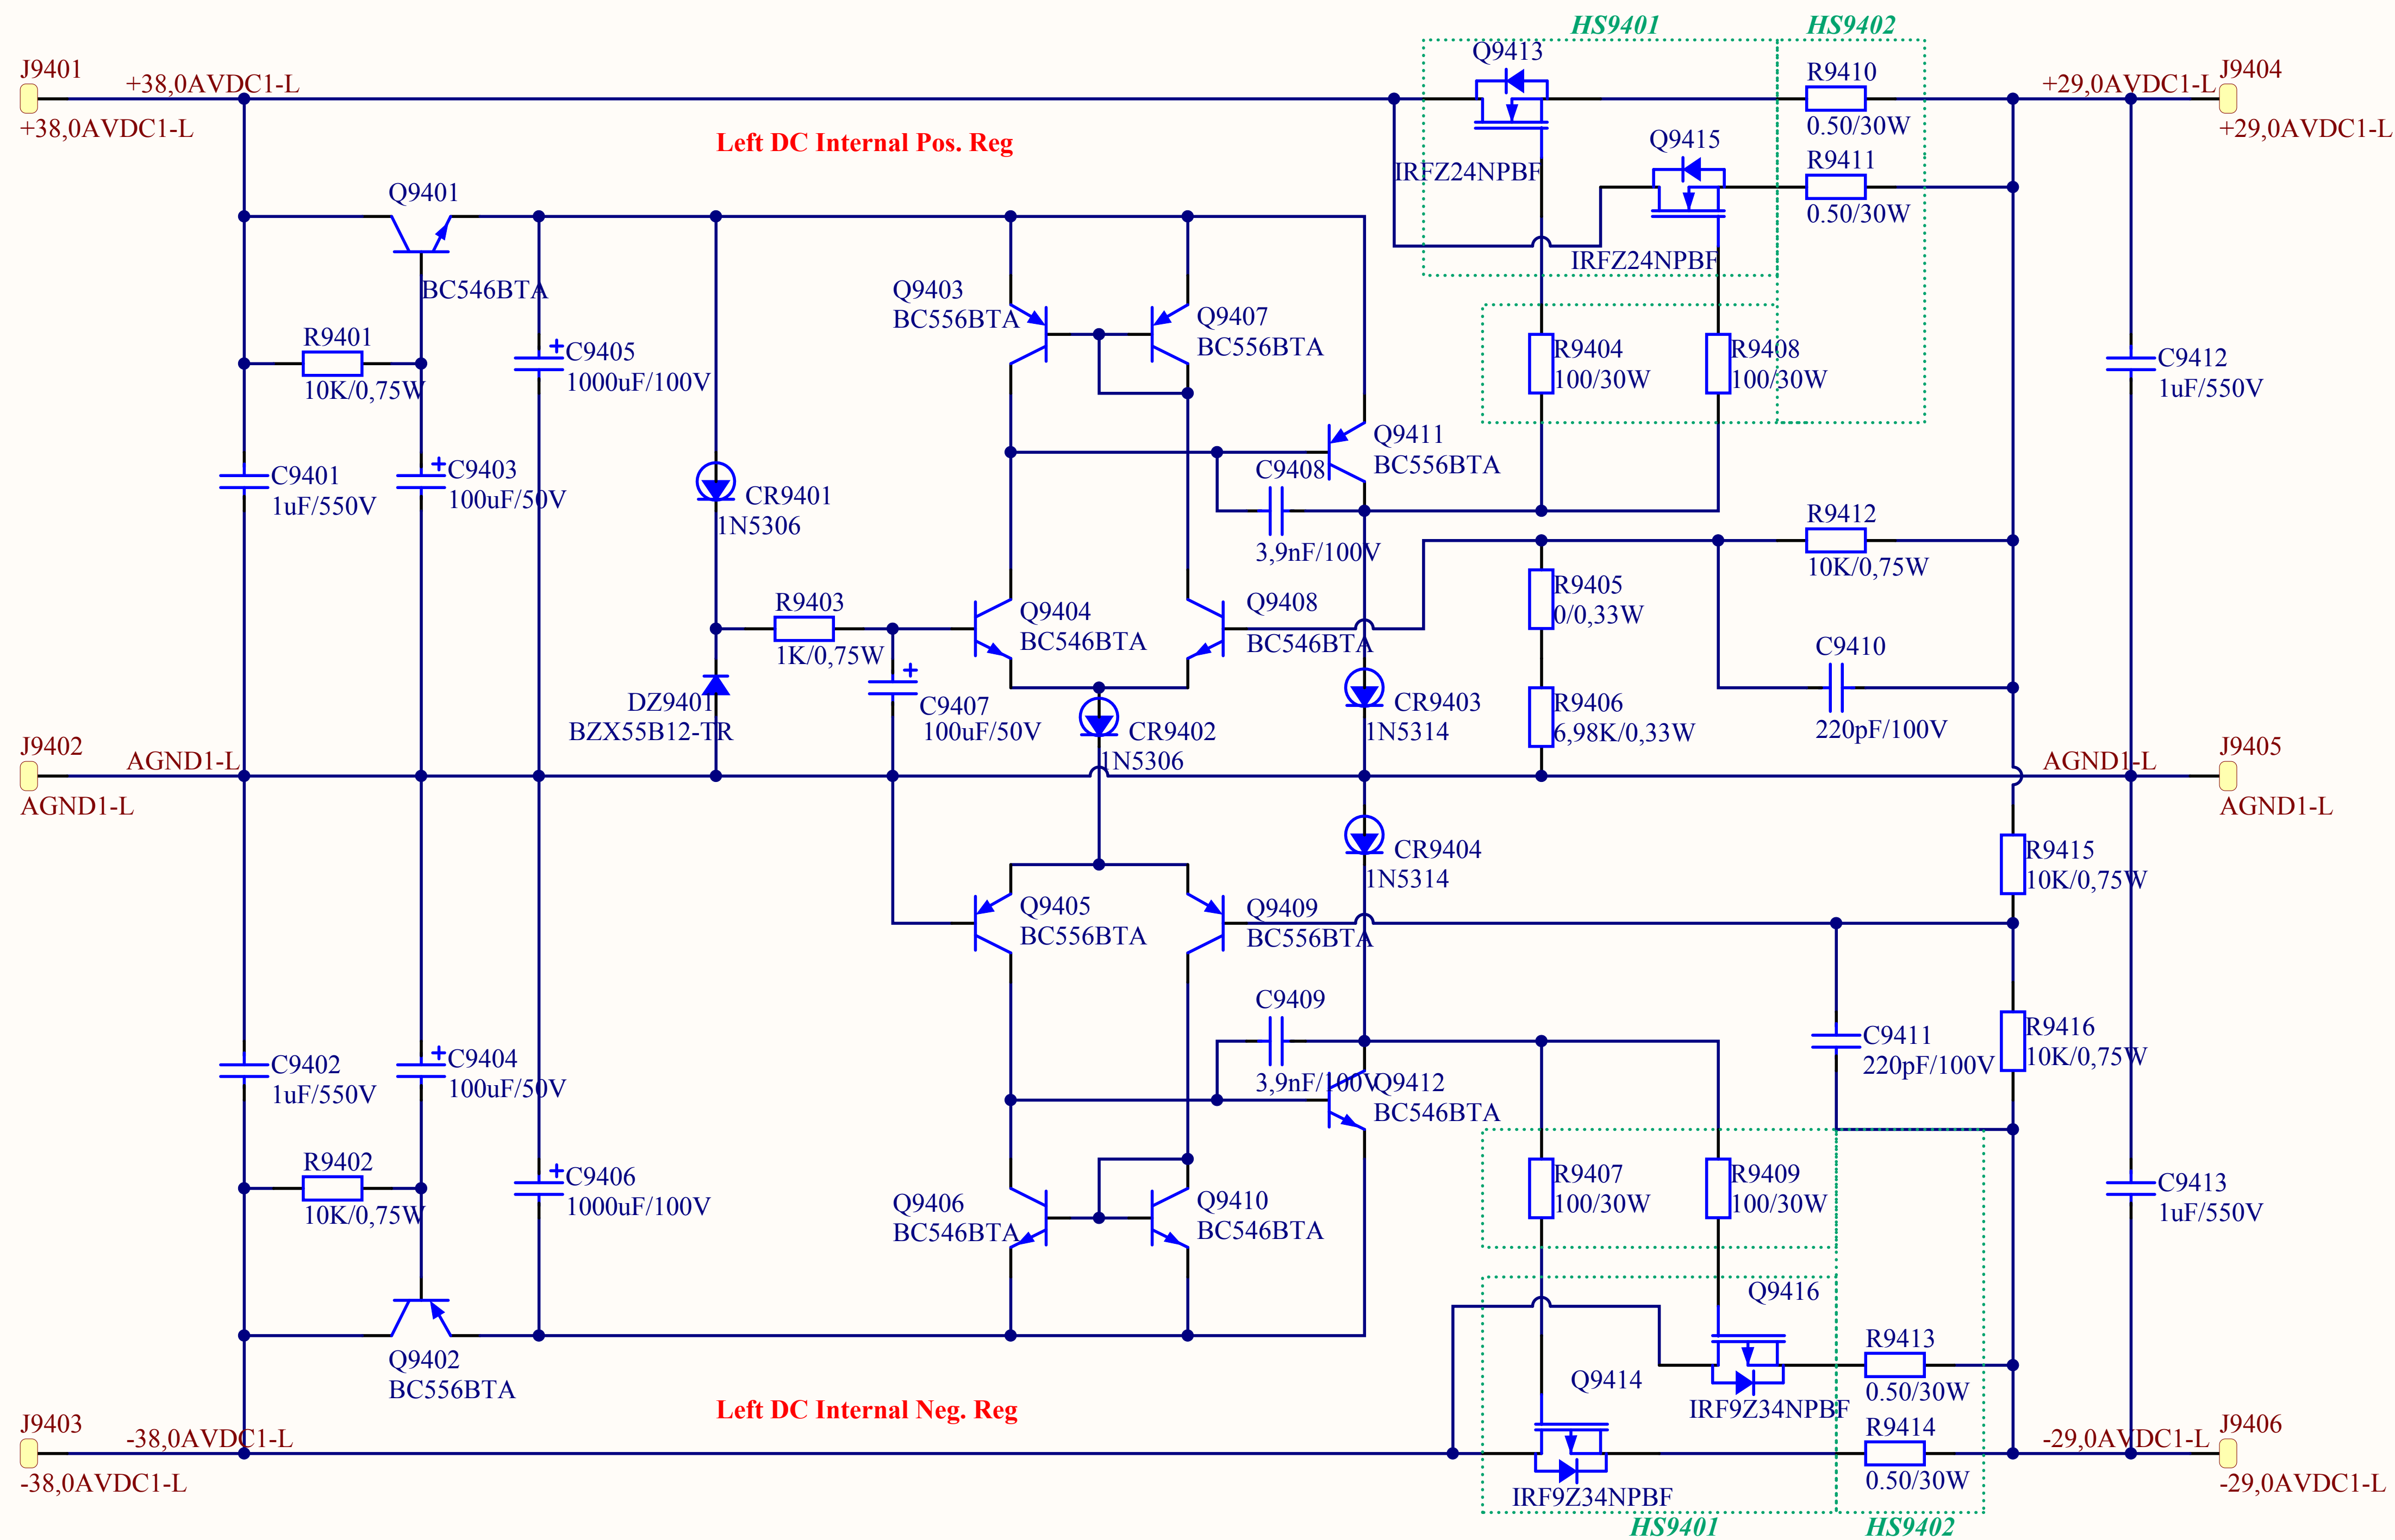 HS9401
HS9402
Q9413
J9401
+38,0AVDC1-L
+38,0AVDC1-L
R9410
0.50/30W
+29,0AVDC1-L
J9404
+29,0AVDC1-L
Left DC Internal Pos. Reg
IRFZ24NPBF
Q9415
R9411
0.50/30W
IRFZ24NPBF
Q9401
BC546BTA
Q9403
BC556BTA
Q9407
BC556BTA
R9401
10K/0,75W
C9405
1000uF/100V
R9404
100/30W
R9408
100/30W
C9412
1uF/550V
C9401
1uF/550V
C9403
100uF/50V
CR9401
1N5306
Q9411
BC556BTA
C9408
3,9nF/100V
R9412
10K/0,75W
R9405
0/0,33W
R9403
1K/0,75W
Q9404
BC546BTA
Q9408
BC546BTA
C9410
220pF/100V
DZ9401
BZX55B12-TR
C9407
100uF/50V
CR9402
1N5306
CR9403
1N5314
R9406
6,98K/0,33W
J9402
AGND1-L
AGND1-L
AGND1-L
J9405
AGND1-L
CR9404
1N5314
R9415
10K/0,75W
Q9405
BC556BTA
Q9409
BC556BTA
C9409
3,9nF/100V
C9411
220pF/100V
R9416
10K/0,75W
C9402
1uF/550V
C9404
100uF/50V
Q9412
BC546BTA
R9402
10K/0,75W
C9406
1000uF/100V
Q9406
BC546BTA
Q9410
BC546BTA
R9407
100/30W
R9409
100/30W
C9413
1uF/550V
Q9416
Q9402
BC556BTA
R9413
0.50/30W
Q9414
IRF9Z34NPBF
Left DC Internal Neg. Reg
J9403
-38,0AVDC1-L
-38,0AVDC1-L
R9414
0.50/30W
-29,0AVDC1-L
J9406
-29,0AVDC1-L
IRF9Z34NPBF
HS9401
HS9402